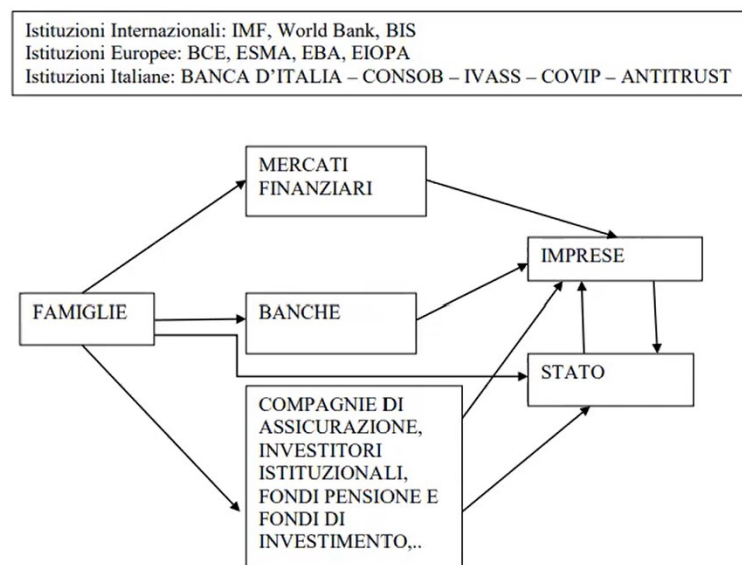 Istituzioni Internazionali: IMF, World Bank, BIS
Istituzioni Europee: BCE, ESMA, EBA, EIOPA
Istituzioni Italiane: BANCA D'ITALIA – CONSOB – IVASS – COVIP – ANTITRUST
MERCATI
FINANZIARI
IMPRESE
FAMIGLIE
BANCHE
STATO
COMPAGNIE DI
ASSICURAZIONE,
INVESTITORI
ISTITUZIONALI,
FONDI PENSIONE E
FONDI DI
INVESTIMENTO,..